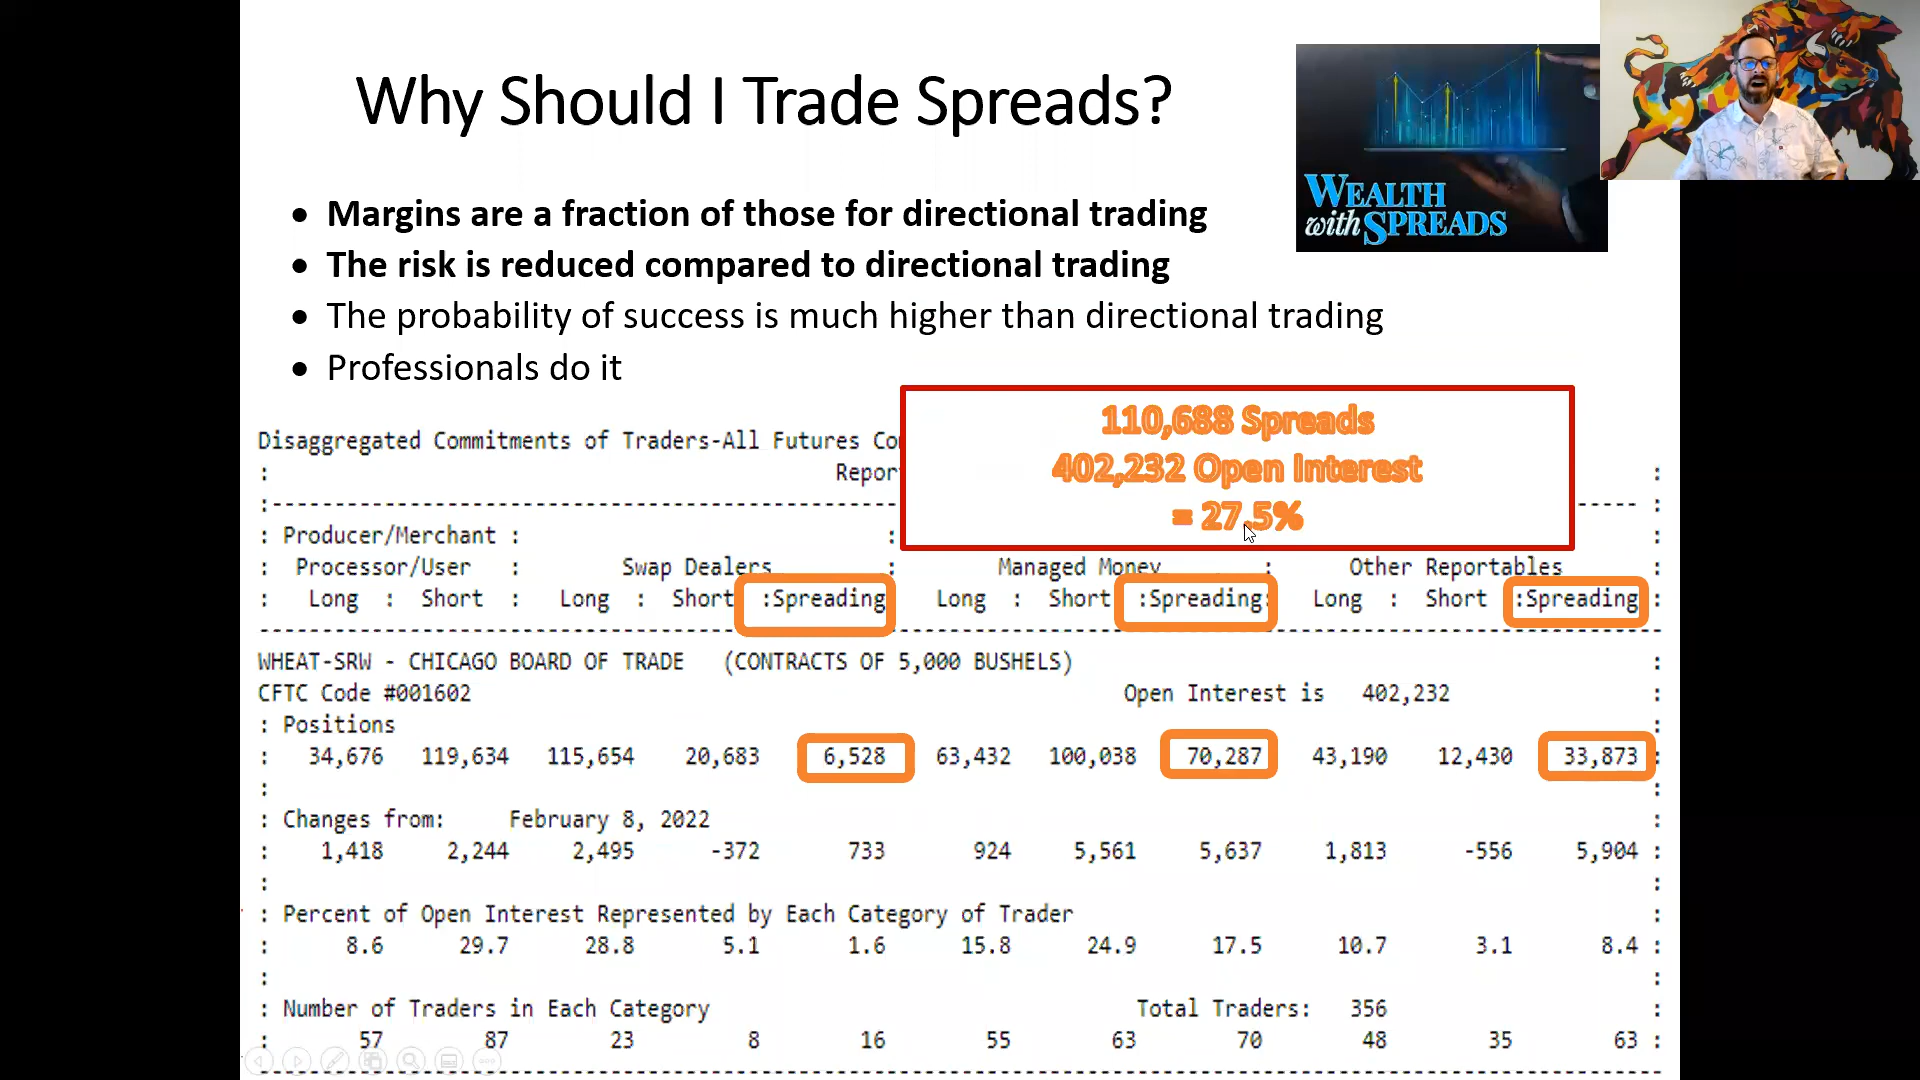 Why Should I Trade Spreads?
WEALTH
with SPREADS
• Margins are a fraction of those for directional trading
• The risk is reduced compared to directional trading
• The probability of success is much higher than directional trading
• Professionals do it
110,688 Spreads
402,232 Open Interest
= 27.5%
Disaggregated Commitments of Traders-All Futures Co
: Repor :
:----- :
: Producer/Merchant : : :
: Processor/User : Swap Dealers : Managed Money : Other Reportables :
: Long : Short : Long : Short :Spreading Long : Short :Spreading: Long : Short :Spreading :
WHEAT-SRW - CHICAGO BOARD OF TRADE (CONTRACTS OF 5,000 BUSHELS) :
CFTC Code #001602 Open Interest is 402,232 :
: Positions :
: 34,676 119,634 115,654 20,683 6,528 63,432 100,038 70,287 43,190 12,430 33,873 :
: :
: Changes from: February 8, 2022 :
: 1,418 2,244 2,495 -372 733 924 5,561 5,637 1,813 -556 5,904 :
: :
: Percent of Open Interest Represented by Each Category of Trader :
: 8.6 29.7 28.8 5.1 1.6 15.8 24.9 17.5 10.7 3.1 8.4 :
: :
: Number of Traders in Each Category Total Traders: 356 :
: 57 87 23 8 16 55 63 70 48 35 63 :